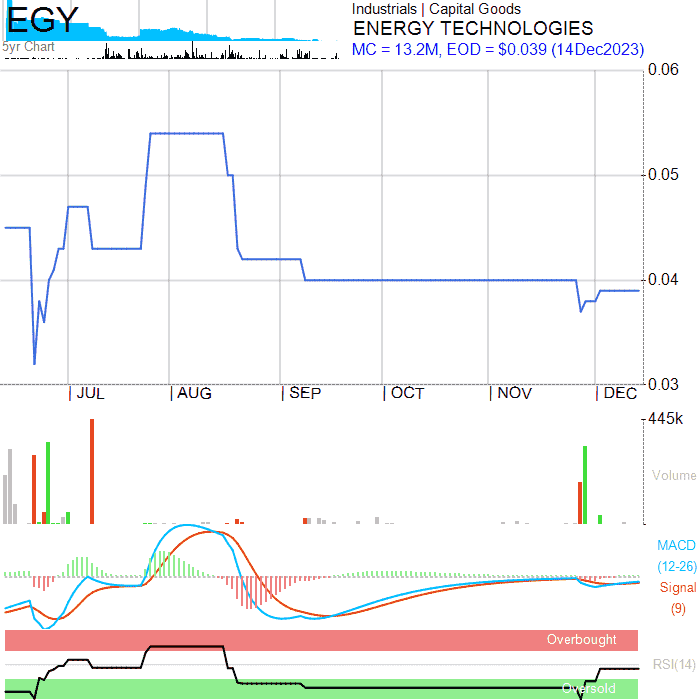 EGY
5yr Chart
Industrials | Capital Goods
ENERGY TECHNOLOGIES
MC = 13.2M, EOD = $0.039 (14Dec2023)
0.06
0.05
0.04
0.03
JUL AUG SEP OCT NOV DEC
445k
Volume
MACD
(12-26)
Signal
(9)
Overbought
RSI(14)
Oversold